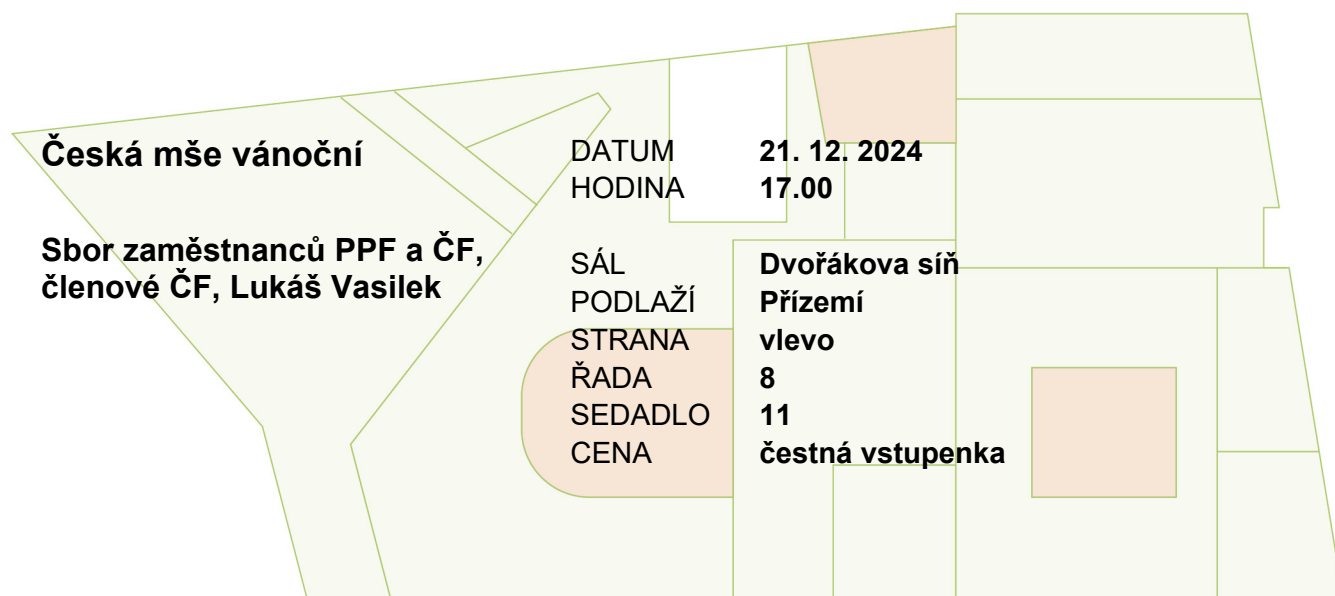 Česká mše vánoční
Sbor zaměstnanců PPF a ČF,
členové ČF, Lukáš Vasilek
DATUM 21. 12. 2024
HODINA 17.00
SÁL Dvořákova síň
PODLAŽÍ Přízemí
STRANA vlevo
ŘADA 8
SEDADLO 11
CENA čestná vstupenka